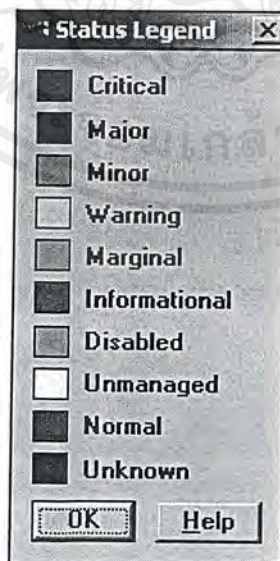 Status Legend
Critical
Major
Minor
Warning
Marginal
Informational
Disabled
Unmanaged
Normal
Unknown
OK Help